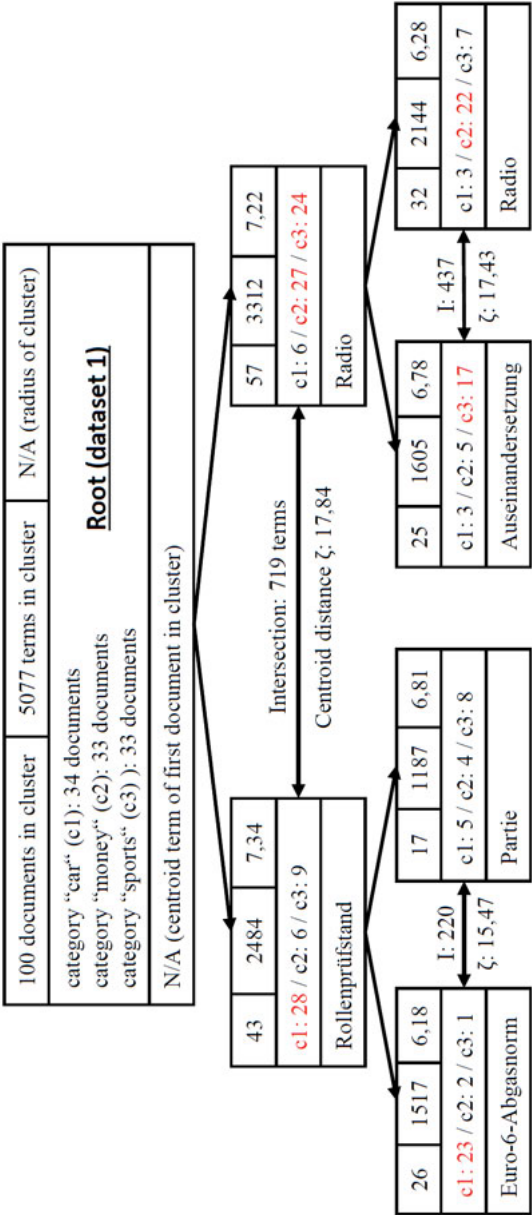 100 documents in cluster
5077 terms in cluster
N/A (radius of cluster)
category “car“ (c1): 34 documents
category “money“ (c2): 33 documents
category “sports“ (c3) ): 33 documents
Root (dataset 1)
N/A (centroid term of first document in cluster)
43
2484
7,34
c1: 28 / c2: 6 / c3: 9
Rollenprüfstand
Intersection: 719 terms
Centroid distance ζ: 17,84
57
3312
7,22
c1: 6 / c2: 27 / c3: 24
Radio
26
1517
6,18
c1: 23 / c2: 2 / c3: 1
Euro-6-Abgasnorm
I: 220
ζ: 15,47
17
1187
6,81
c1: 5 / c2: 4 / c3: 8
Partie
25
1605
6,78
c1: 3 / c2: 5 / c3: 17
Auseinandersetzung
I: 437
ζ: 17,43
32
2144
6,28
c1: 3 / c2: 22 / c3: 7
Radio